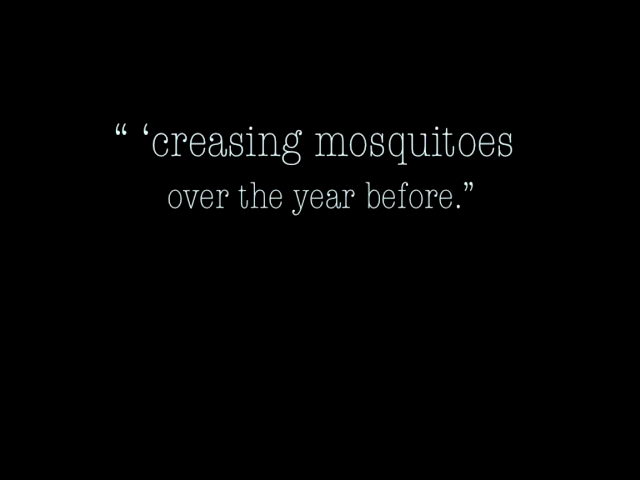 “ ‘creasing mosquitoes
over the year before.”